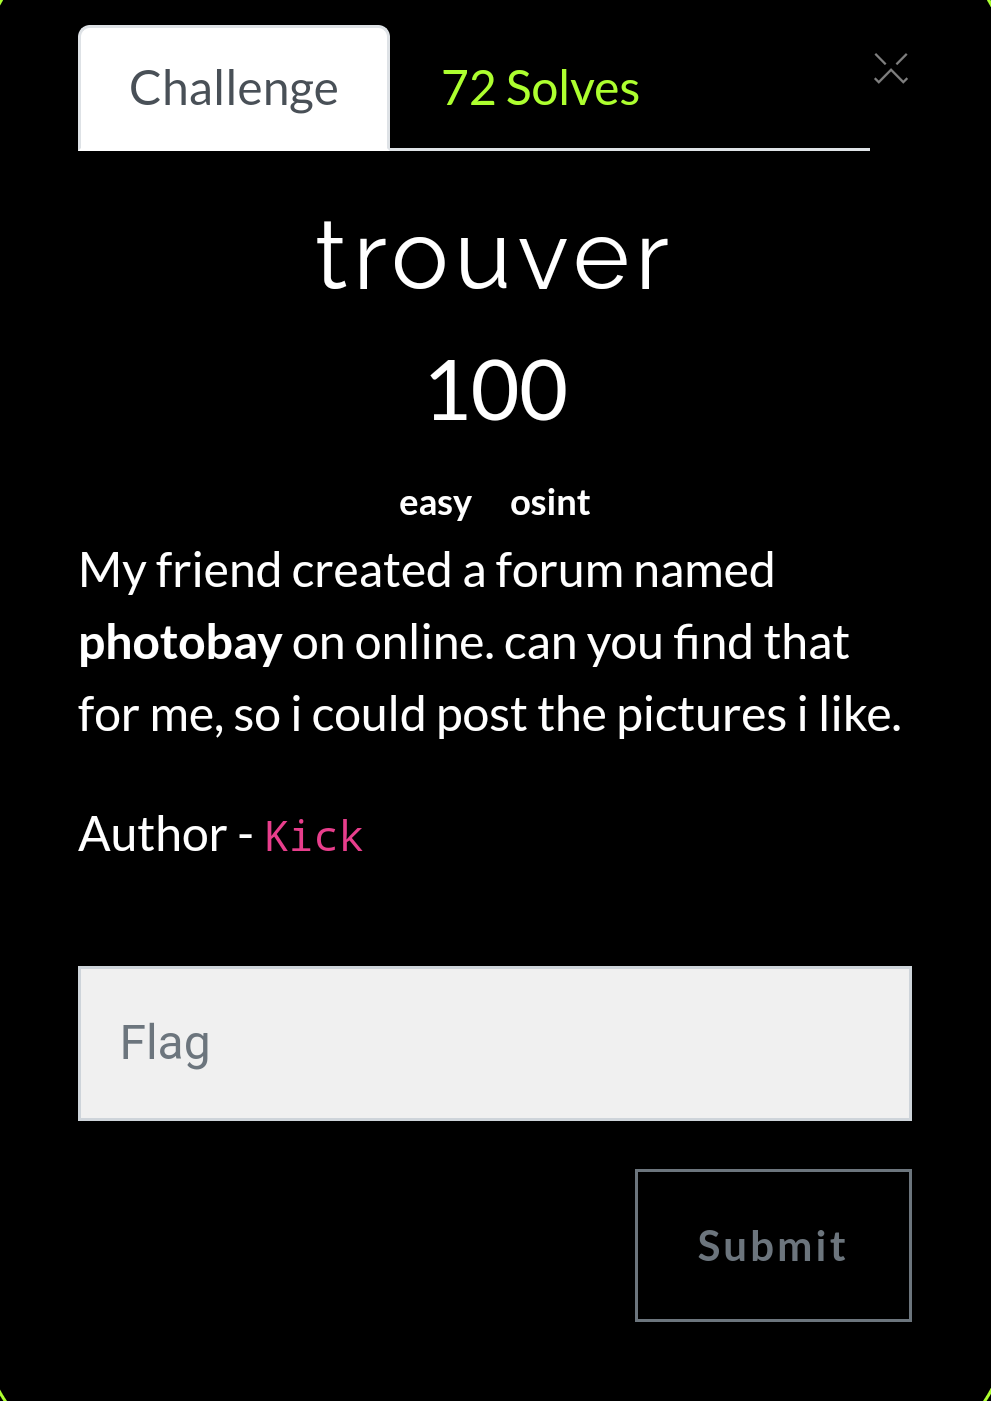 Challenge
72 Solves
trouver
100
easy osint
My friend created a forum named
photobay on online. can you find that
for me, so i could post the pictures i like.
Author - Kick
Flag
Submit